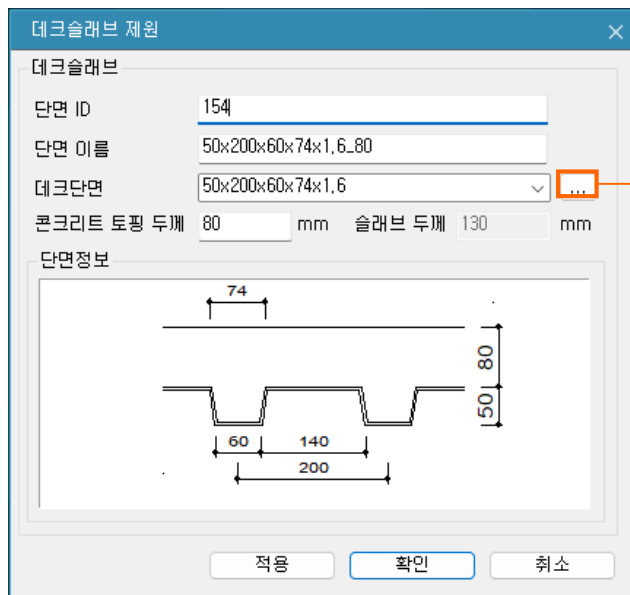 데크슬래브 제원
데크슬래브
단면 ID 154
단면 이름 50x200x60x74x1,6_80
데크단면 50x200x60x74x1,6 ...
콘크리트 토핑 두께 80 mm 슬래브 두께 130 mm
단면정보
74
80
50
60 140
200
적용 확인 취소